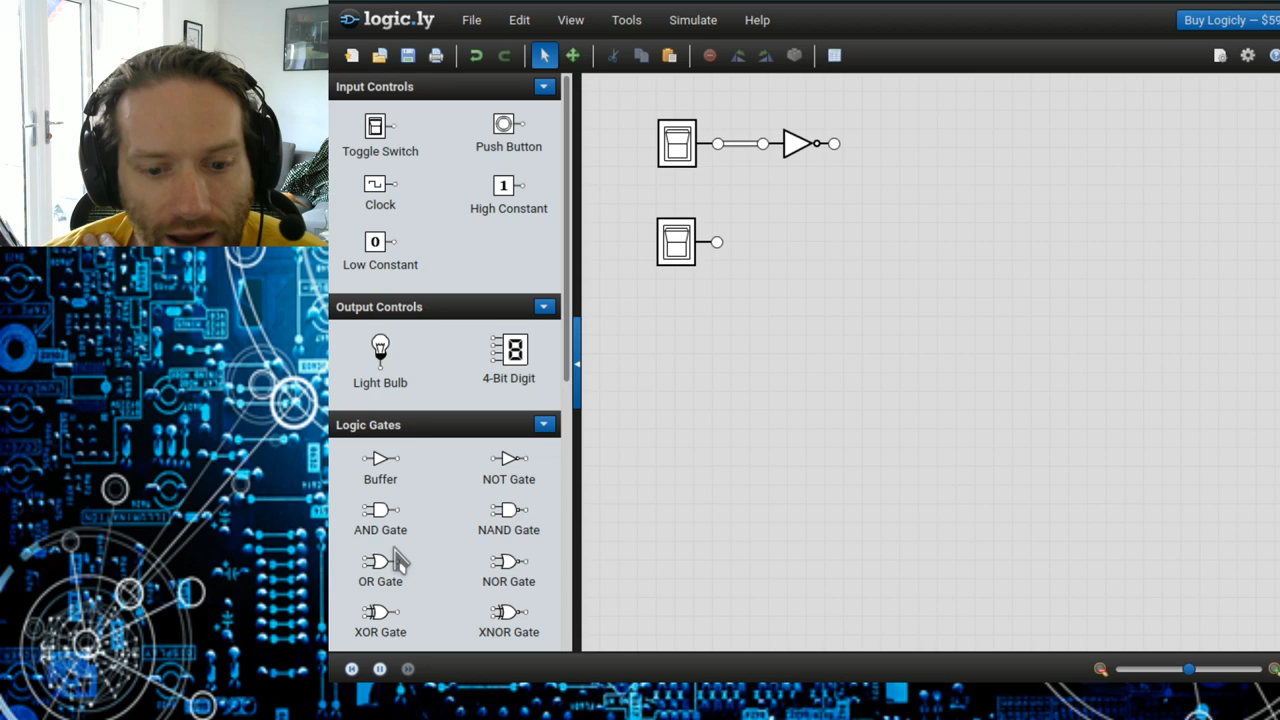 logic.ly File Edit View Tools Simulate Help Buy Logicly — $59
Input Controls
Toggle Switch Push Button
Clock 1 High Constant
0 Low Constant
Output Controls
Light Bulb 8 4-Bit Digit
Logic Gates
Buffer NOT Gate
AND Gate NAND Gate
OR Gate NOR Gate
XOR Gate XNOR Gate